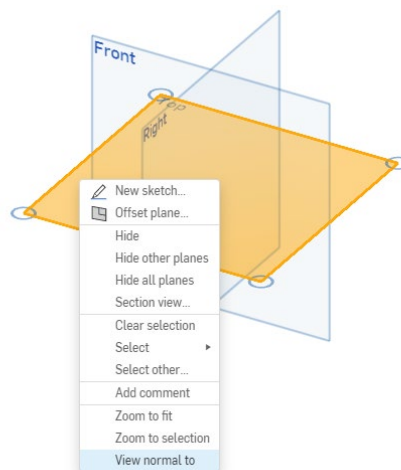 Front
Top
Right
New sketch...
Offset plane...
Hide
Hide other planes
Hide all planes
Section view...
Clear selection
Select
Select other...
Add comment
Zoom to fit
Zoom to selection
View normal to